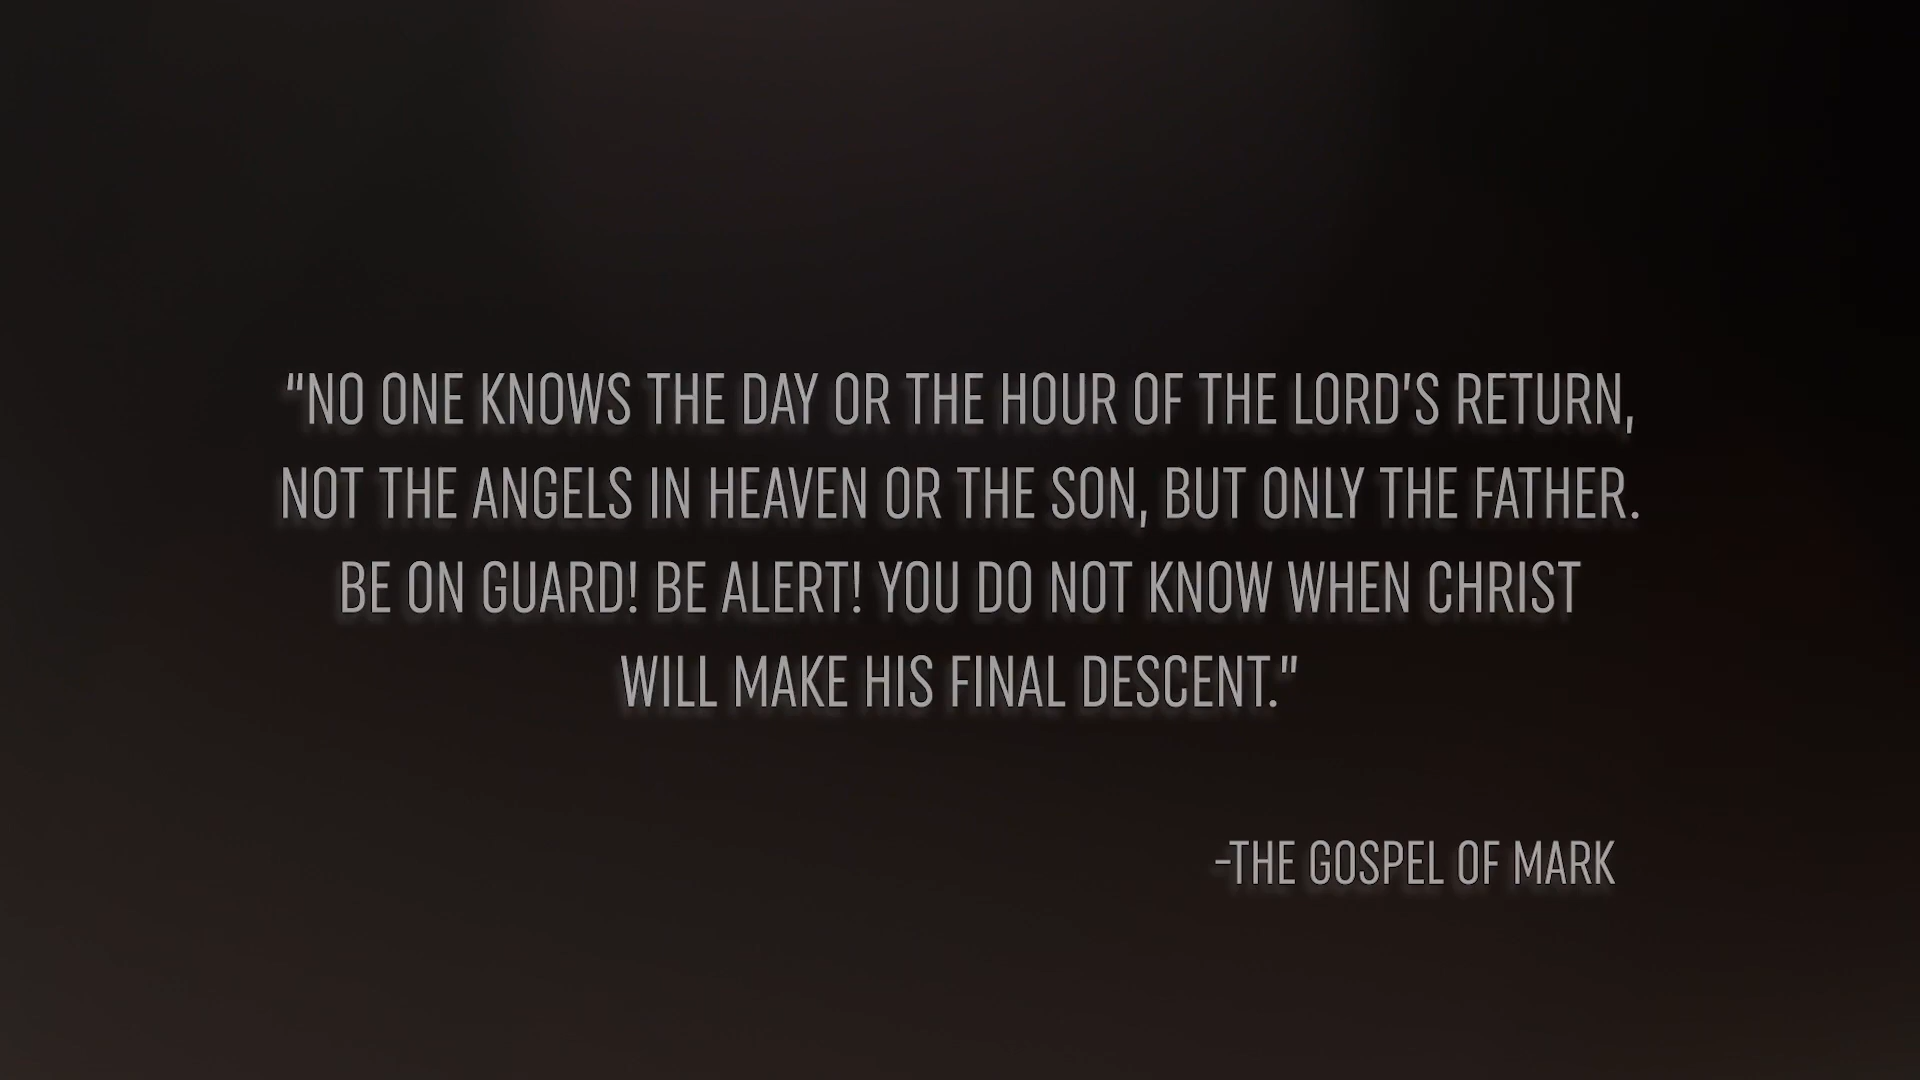 "NO ONE KNOWS THE DAY OR THE HOUR OF THE LORD'S RETURN,
NOT THE ANGELS IN HEAVEN OR THE SON, BUT ONLY THE FATHER.
BE ON GUARD! BE ALERT! YOU DO NOT KNOW WHEN CHRIST
WILL MAKE HIS FINAL DESCENT."
-THE GOSPEL OF MARK